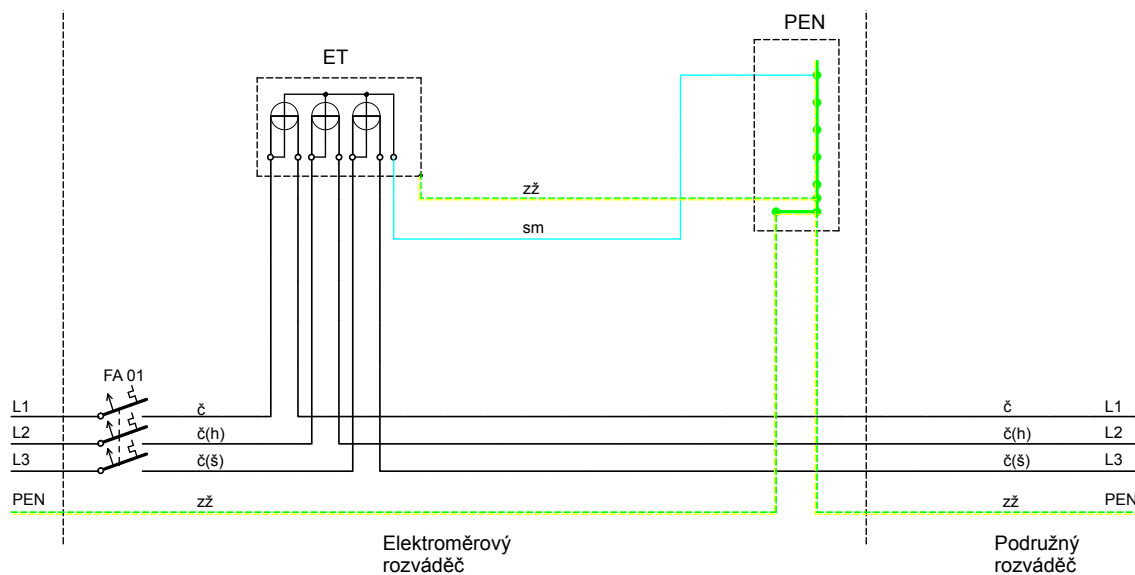 PEN
ET
zž
sm
FA 01
L1 č č L1
L2 č(h) č(h) L2
L3 č(š) č(š) L3
PEN zž zž PEN
Elektroměrový
rozváděč
Podružný
rozváděč